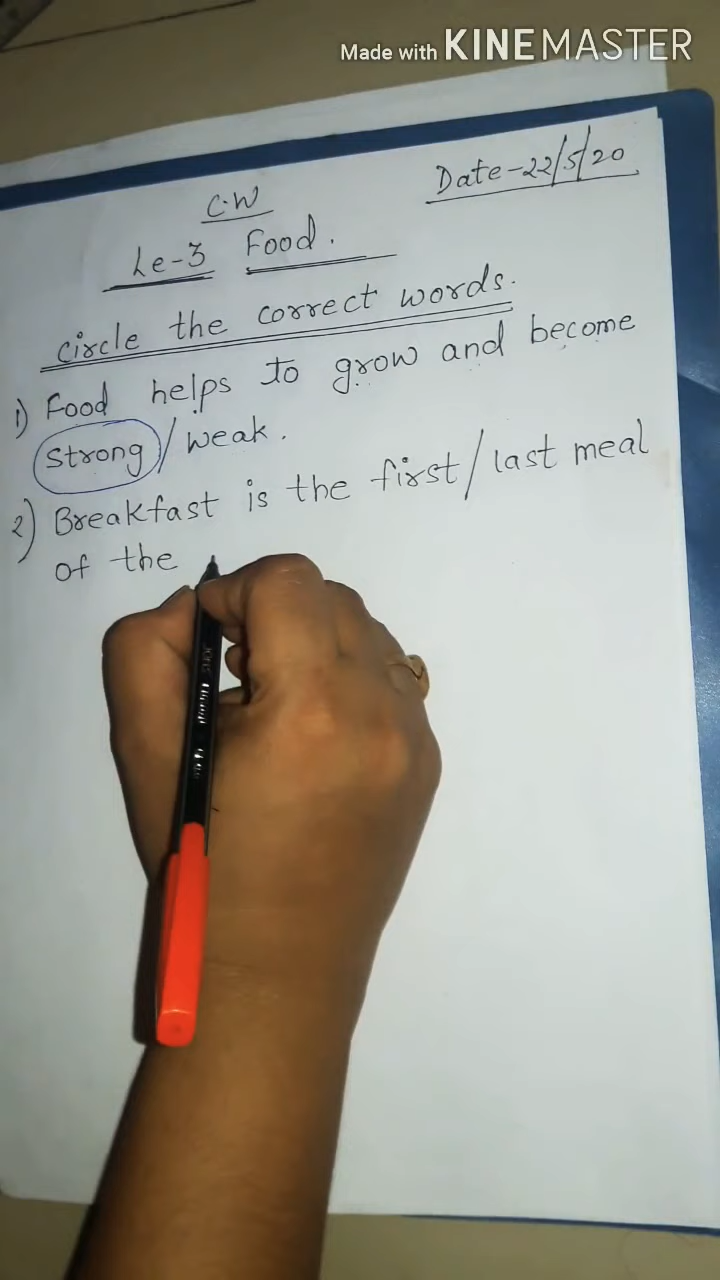 Made with KINEMASTER
C.W
Date-22/5/20
Le-3 Food.
circle the correct words.
1) Food helps to grow and become
Strong/weak.
2) Breakfast is the first/last meal
of the